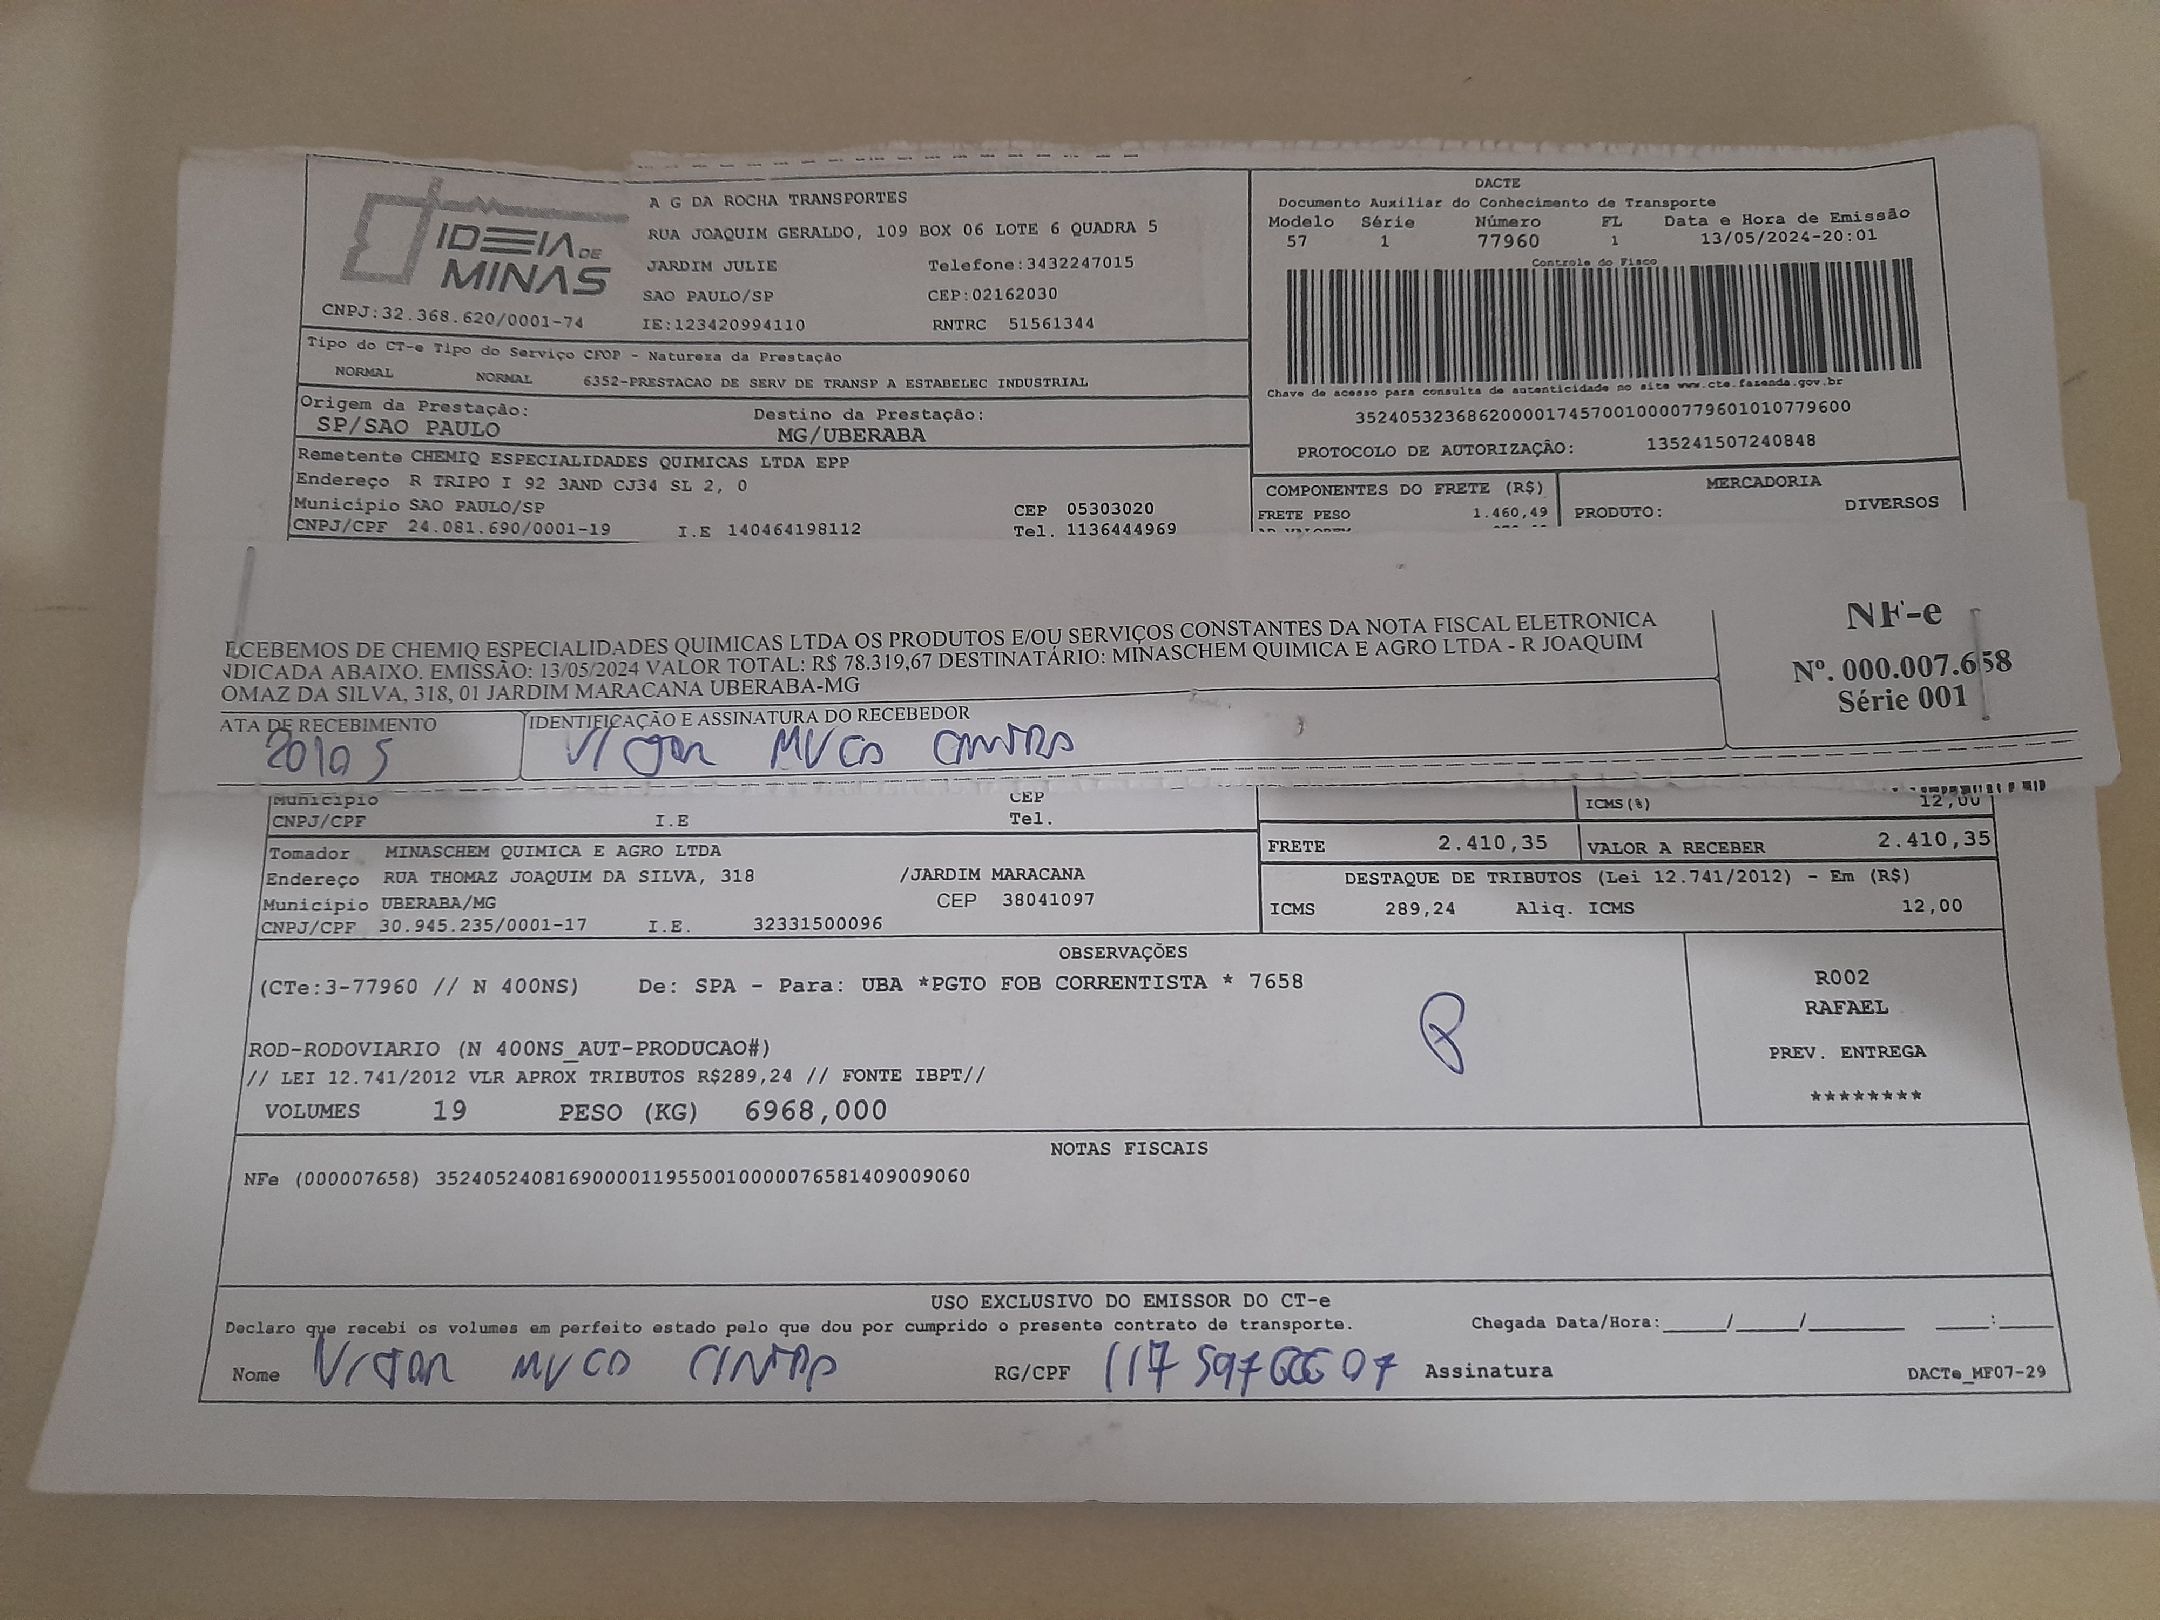 IDEIA DE
MINAS
CNPJ:32.368.620/0001-74
A G DA ROCHA TRANSPORTES
RUA JOAQUIM GERALDO, 109 BOX 06 LOTE 6 QUADRA 5
JARDIM JULIE Telefone:3432247015
SAO PAULO/SP CEP:02162030
IE:123420994110 RNTRC 51561344
DACTE
Documento Auxiliar do Conhecimento de Transporte
Modelo Série Número FL Data e Hora de Emissão
57 1 77960 1 13/05/2024-20:01
Controle do Fisco
Chave de acesso para consulta de autenticidade no site www.cte.fazenda.gov.br
35240532368620000174570010000779601010779600
PROTOCOLO DE AUTORIZAÇÃO: 135241507240848
Tipo do CT-e Tipo do Serviço CFOP - Natureza da Prestação
NORMAL NORMAL 6352-PRESTACAO DE SERV DE TRANSP A ESTABELEC INDUSTRIAL
Origem da Prestação: Destino da Prestação:
SP/SAO PAULO MG/UBERABA
Remetente CHEMIQ ESPECIALIDADES QUIMICAS LTDA EPP
Endereço R TRIPO I 92 3AND CJ34 SL 2, 0
Município SAO PAULO/SP CEP 05303020
CNPJ/CPF 24.081.690/0001-19 I.E 140464198112 Tel. 1136444969
COMPONENTES DO FRETE (R$) MERCADORIA
FRETE PESO 1.460,49 PRODUTO: DIVERSOS
ECEBEMOS DE CHEMIQ ESPECIALIDADES QUIMICAS LTDA OS PRODUTOS E/OU SERVIÇOS CONSTANTES DA NOTA FISCAL ELETRONICA
NDICADA ABAIXO. EMISSÃO: 13/05/2024 VALOR TOTAL: R$ 78.319,67 DESTINATÁRIO: MINASCHEM QUIMICA E AGRO LTDA - R JOAQUIM
OMAZ DA SILVA, 318, 01 JARDIM MARACANA UBERABA-MG
NF-e
Nº. 000.007.658
Série 001
ATA DE RECEBIMENTO IDENTIFICAÇÃO E ASSINATURA DO RECEBEDOR
Município CEP
CNPJ/CPF I.E Tel.
ICMS(%) 12,00
Tomador MINASCHEM QUIMICA E AGRO LTDA
Endereço RUA THOMAZ JOAQUIM DA SILVA, 318 /JARDIM MARACANA
Município UBERABA/MG CEP 38041097
CNPJ/CPF 30.945.235/0001-17 I.E. 32331500096
FRETE 2.410,35 VALOR A RECEBER 2.410,35
DESTAQUE DE TRIBUTOS (Lei 12.741/2012) - Em (R$)
ICMS 289,24 Aliq. ICMS 12,00
OBSERVAÇÕES
(CTe:3-77960 // N 400NS) De: SPA - Para: UBA *PGTO FOB CORRENTISTA * 7658
ROD-RODOVIARIO (N 400NS_AUT-PRODUCAO#)
// LEI 12.741/2012 VLR APROX TRIBUTOS R$289,24 // FONTE IBPT//
VOLUMES 19 PESO (KG) 6968,000
R002
RAFAEL
PREV. ENTREGA
********
NOTAS FISCAIS
NFe (000007658) 35240524081690000119550010000076581409009060
USO EXCLUSIVO DO EMISSOR DO CT-e
Declaro que recebi os volumes em perfeito estado pelo que dou por cumprido o presente contrato de transporte. Chegada Data/Hora:_____/_____/_______ ____:____
Nome RG/CPF Assinatura DACTe_MF07-29